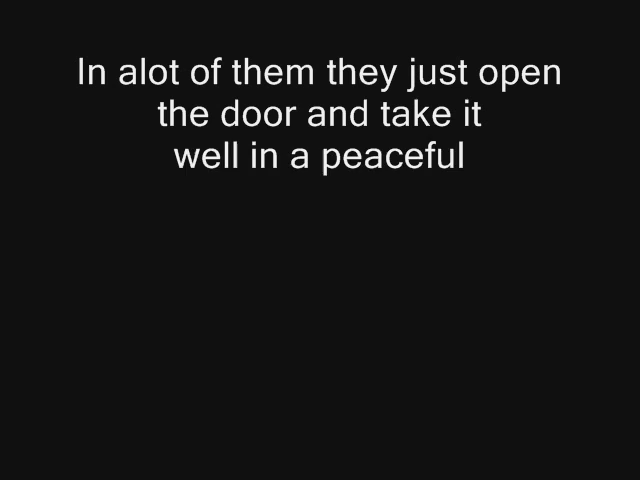 In alot of them they just open
the door and take it
well in a peaceful